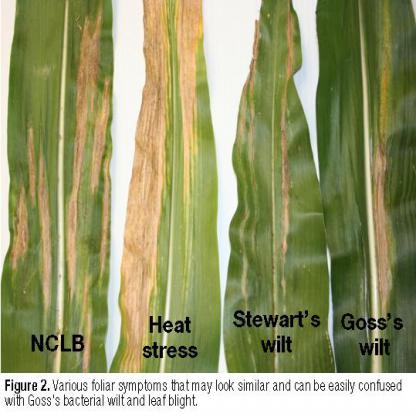 NCLB
Heat
stress
Stewart's
wilt
Goss's
wilt
Figure 2. Various foliar symptoms that may look similar and can be easily confused
with Goss's bacterial wilt and leaf blight.